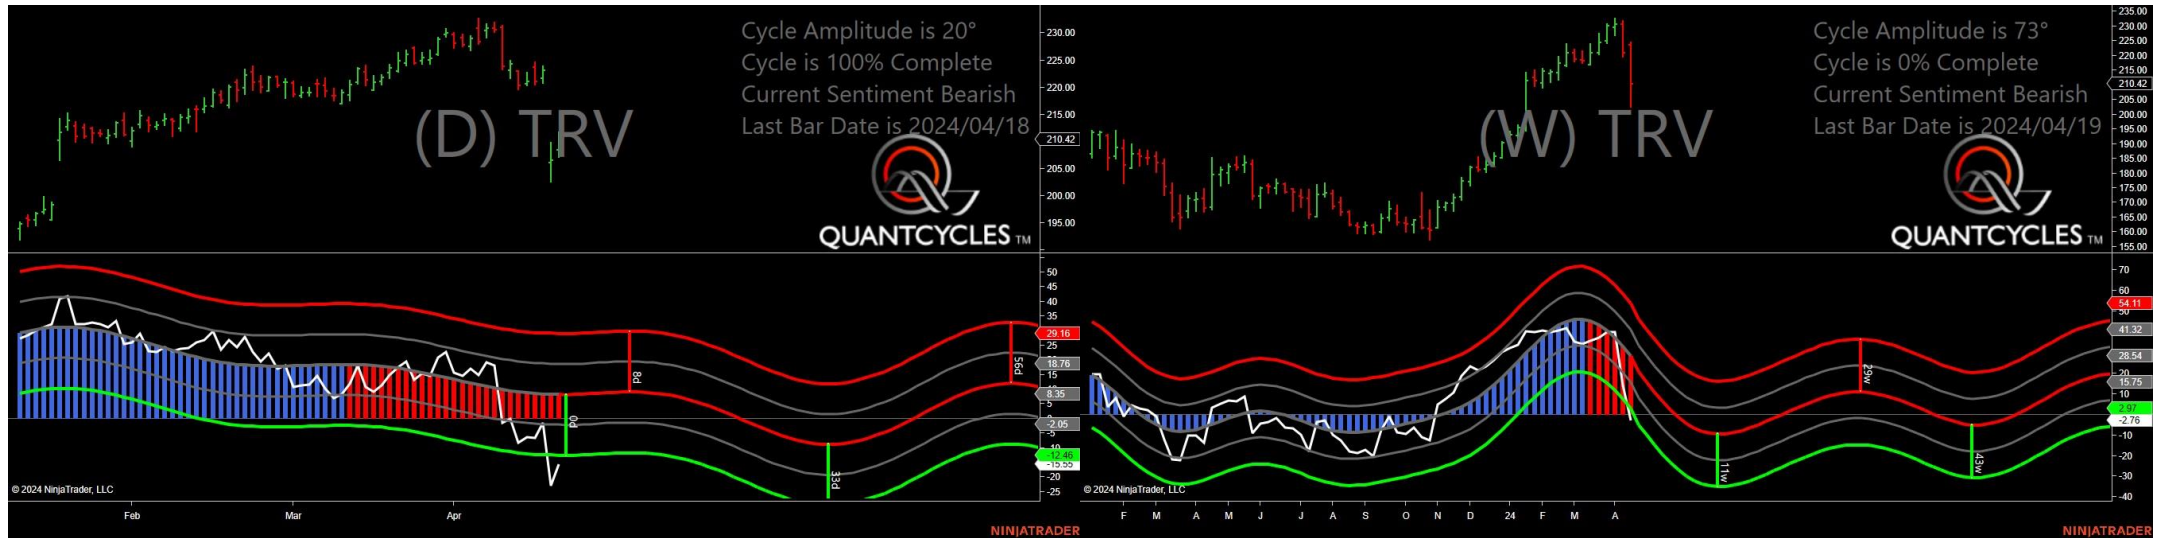 Cycle Amplitude is 20°
Cycle is 100% Complete
Current Sentiment Bearish
Last Bar Date is 2024/04/18
(D) TRV
QUANTCYCLES TM
230.00
225.00
220.00
215.00
210.42
205.00
200.00
195.00
50
45
40
35
29.16
25
18.76
15
8.35
5
0
-2.05
-5
-10
-12.46
-15.55
-20
-25
8d
0d
33d
56d
© 2024 NinjaTrader, LLC
Feb
Mar
Apr
NINJATRADER
Cycle Amplitude is 73°
Cycle is 0% Complete
Current Sentiment Bearish
Last Bar Date is 2024/04/19
(W) TRV
QUANTCYCLES TM
235.00
230.00
225.00
220.00
215.00
210.42
205.00
200.00
195.00
190.00
185.00
180.00
175.00
170.00
165.00
160.00
155.00
70
60
54.11
50
41.32
28.54
20
15.75
10
2.97
-2.76
-10
-20
-30
-40
29w
11w
43w
© 2024 NinjaTrader, LLC
F
M
A
M
J
J
A
S
O
N
D
24
F
M
A
NINJATRADER